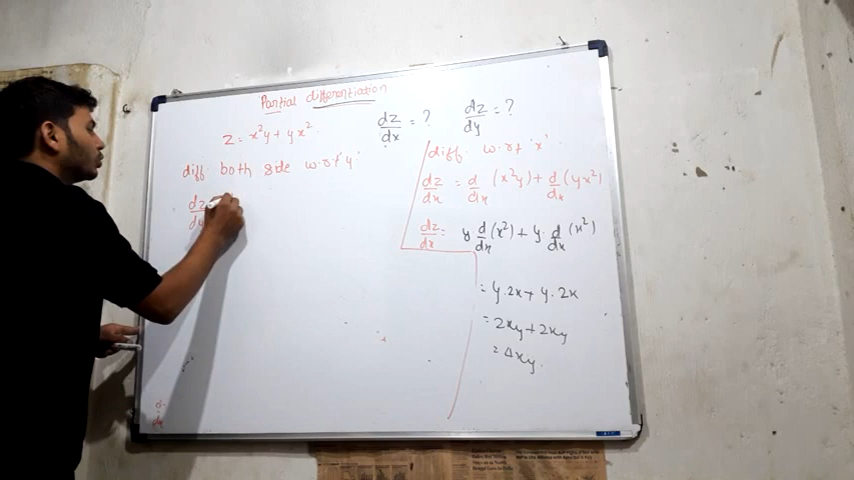 Partial differentiation
z = x²y + yx².
dz/dx = ? dz/dy = ?
diff. both side w.r.t 'y'
dz/dy
diff. w.r.t 'x'
dz/dx = d/dx (x²y) + d/dx (yx²)
dz/dx = y d/dx (x²) + y. d/dx (x²)
= y.2x + y.2x
= 2xy + 2xy
= 4xy.